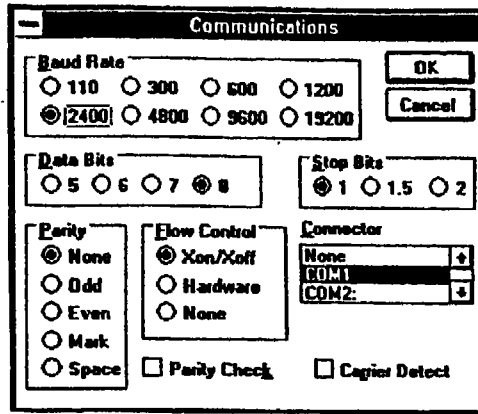 Communications
Baud Rate
110 300 600 1200
2400 4800 9600 19200
OK
Cancel
Data Bits
5 6 7 8
Stop Bits
1 1.5 2
Parity
None
Odd
Even
Mark
Space
Flow Control
Xon/Xoff
Hardware
None
Connector
None
COM1
COM2:
Parity Check
Carrier Detect